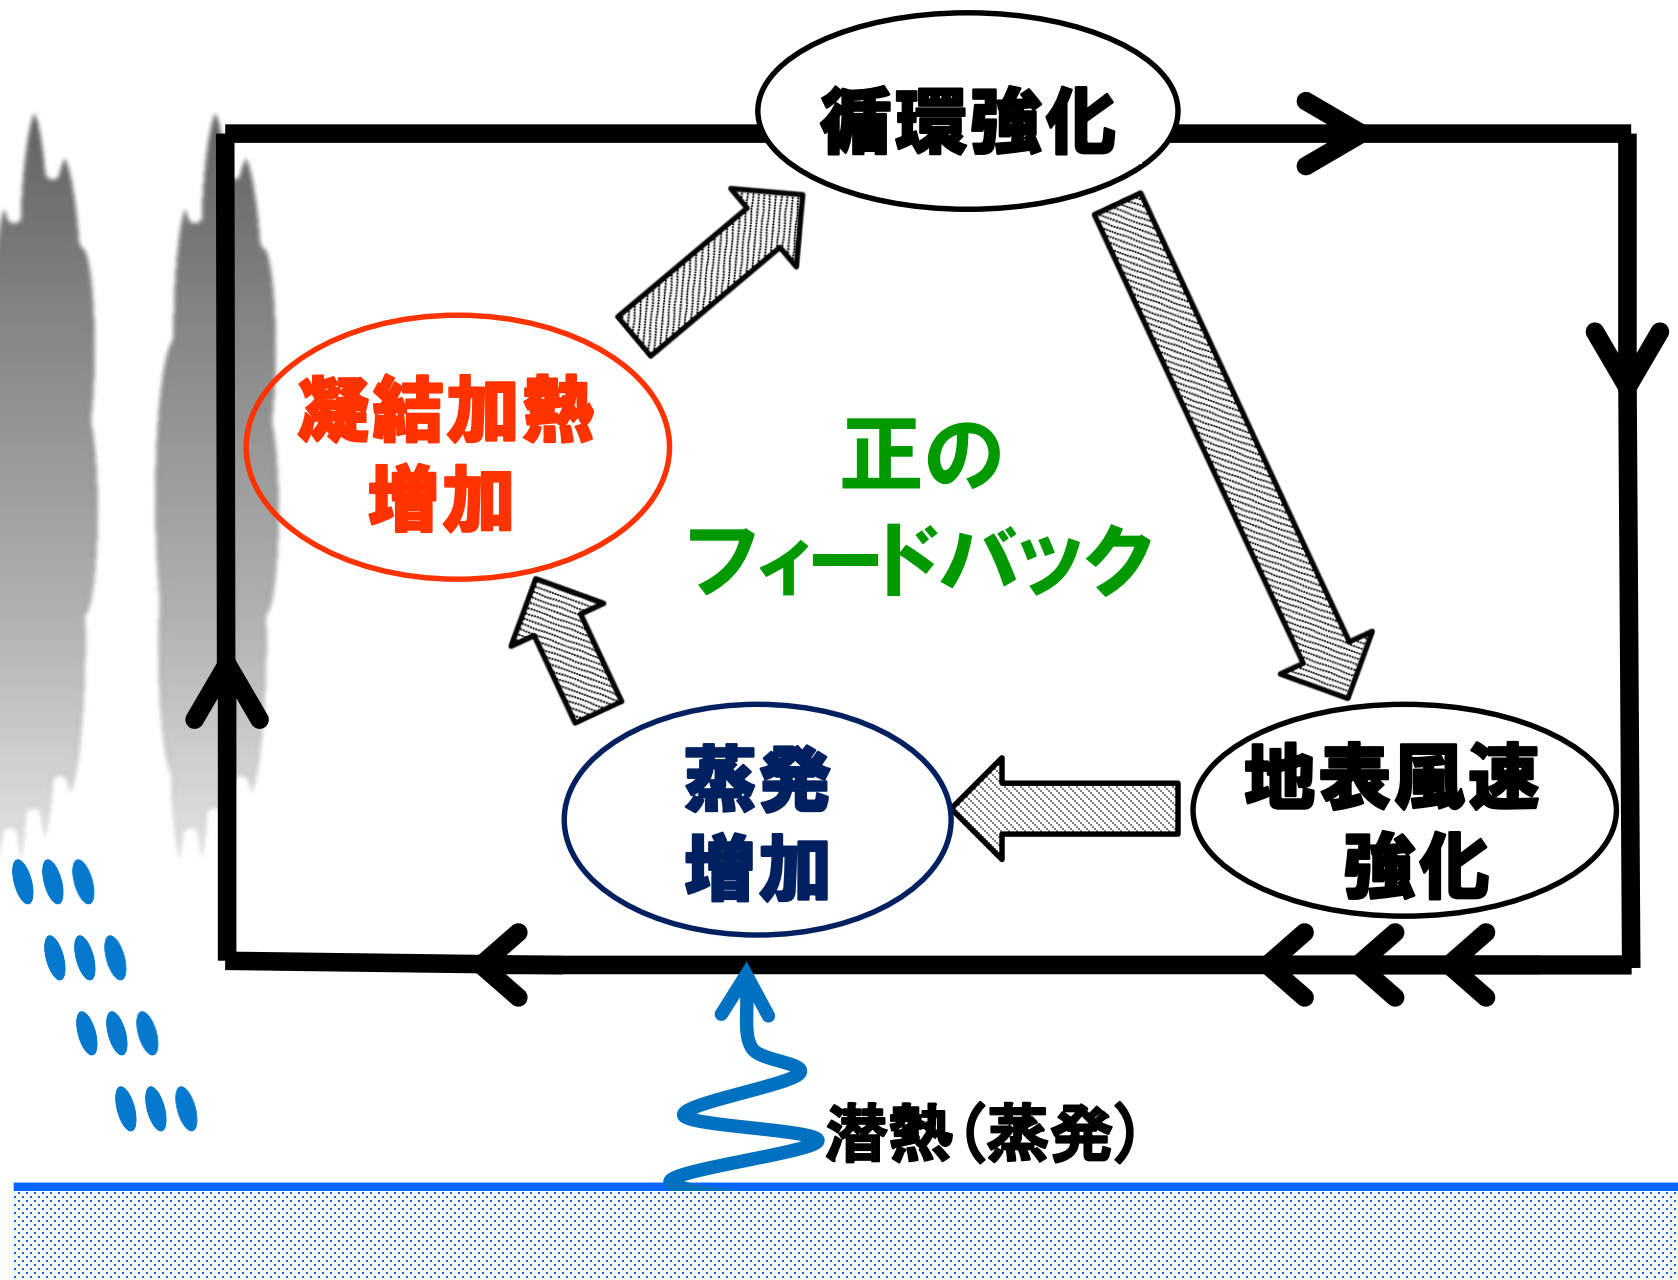 循環強化
凝結加熱
増加
正の
フィードバック
蒸発
増加
地表風速
強化
潜熱(蒸発)